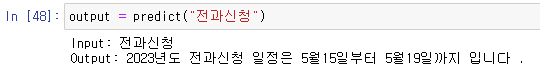 In [48]: output = predict("전과신청")
Input: 전과신청
Output: 2023년도 전과신청 일정은 5월15일부터 5월19일까지 입니다 .